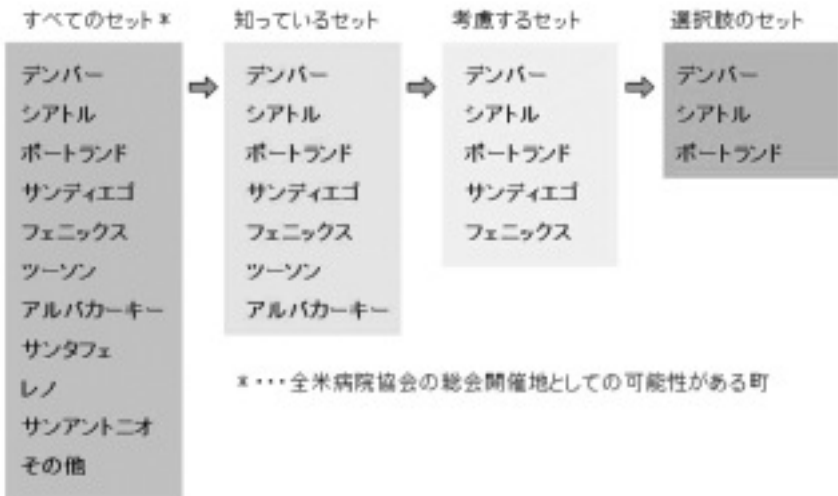 すべてのセット*
デンバー
シアトル
ポートランド
サンディエゴ
フェニックス
ツーソン
アルバカーキー
サンタフェ
レノ
サンアントニオ
その他
知っているセット
デンバー
シアトル
ポートランド
サンディエゴ
フェニックス
ツーソン
アルバカーキー
考慮するセット
デンバー
シアトル
ポートランド
サンディエゴ
フェニックス
選択肢のセット
デンバー
シアトル
ポートランド
*・・・全米病院協会の総会開催地としての可能性がある町